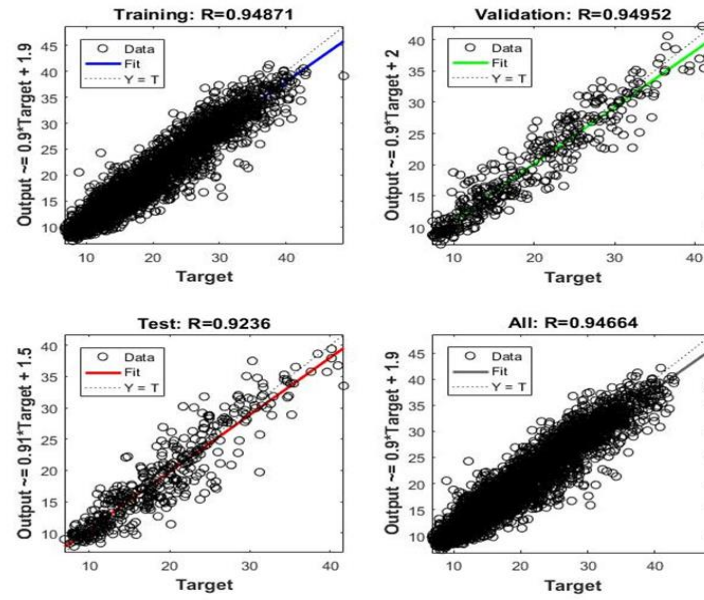 Training: R=0.94871
Output ~= 0.9*Target + 1.9
45
40
35
30
25
20
15
10
Data
Fit
Y = T
10 20 30 40
Target
Validation: R=0.94952
Output ~= 0.9*Target + 2
40
35
30
25
20
15
10
Data
Fit
Y = T
10 20 30 40
Target
Test: R=0.9236
Output ~= 0.91*Target + 1.5
40
35
30
25
20
15
10
Data
Fit
Y = T
10 20 30 40
Target
All: R=0.94664
Output ~= 0.9*Target + 1.9
45
40
35
30
25
20
15
10
Data
Fit
Y = T
10 20 30 40
Target